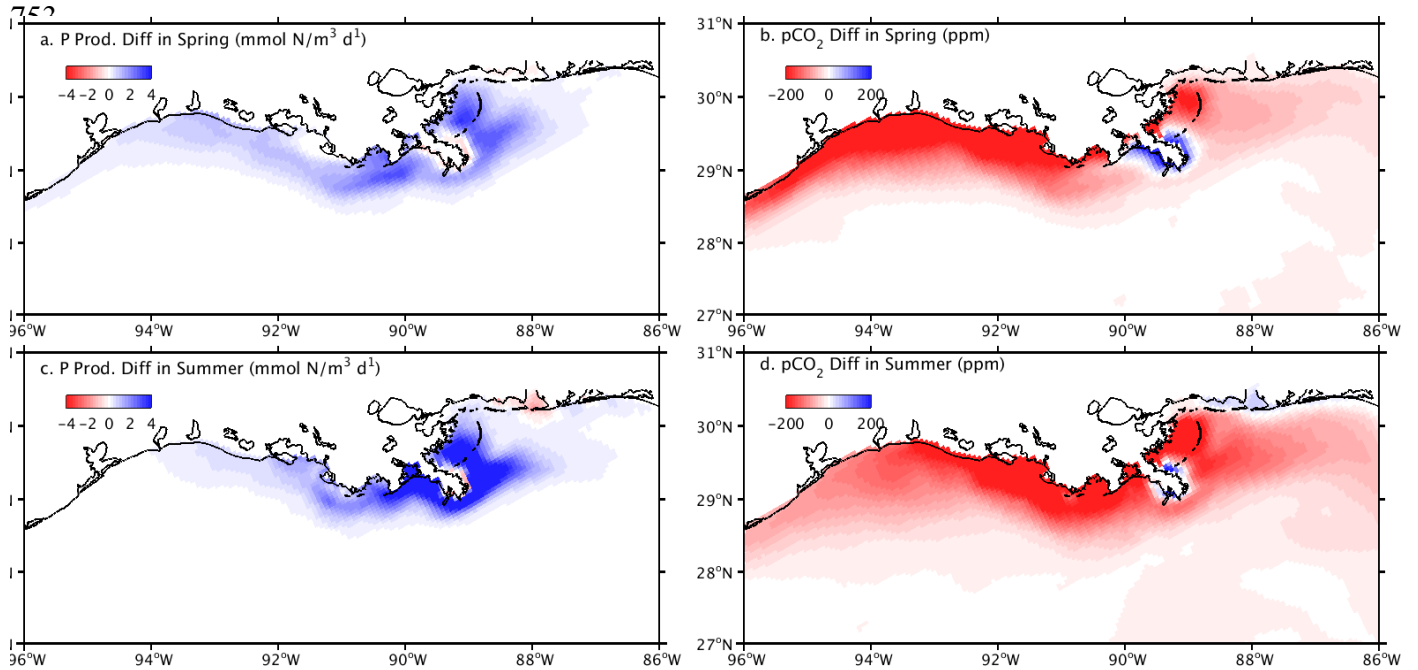 752
a. P Prod. Diff in Spring (mmol N/m³ d¹)
−4 −2 0 2 4
96°W 94°W 92°W 90°W 88°W 86°W
b. pCO₂ Diff in Spring (ppm)
−200 0 200
31°N
30°N
29°N
28°N
27°N
96°W 94°W 92°W 90°W 88°W 86°W
c. P Prod. Diff in Summer (mmol N/m³ d¹)
−4 −2 0 2 4
96°W 94°W 92°W 90°W 88°W 86°W
d. pCO₂ Diff in Summer (ppm)
−200 0 200
31°N
30°N
29°N
28°N
27°N
96°W 94°W 92°W 90°W 88°W 86°W